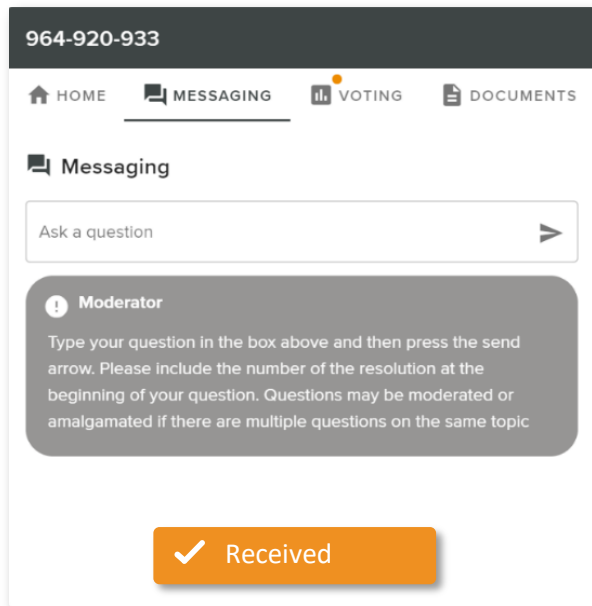 964-920-933
HOME MESSAGING VOTING DOCUMENTS
Messaging
Ask a question
Moderator
Type your question in the box above and then press the send
arrow. Please include the number of the resolution at the
beginning of your question. Questions may be moderated or
amalgamated if there are multiple questions on the same topic
Received